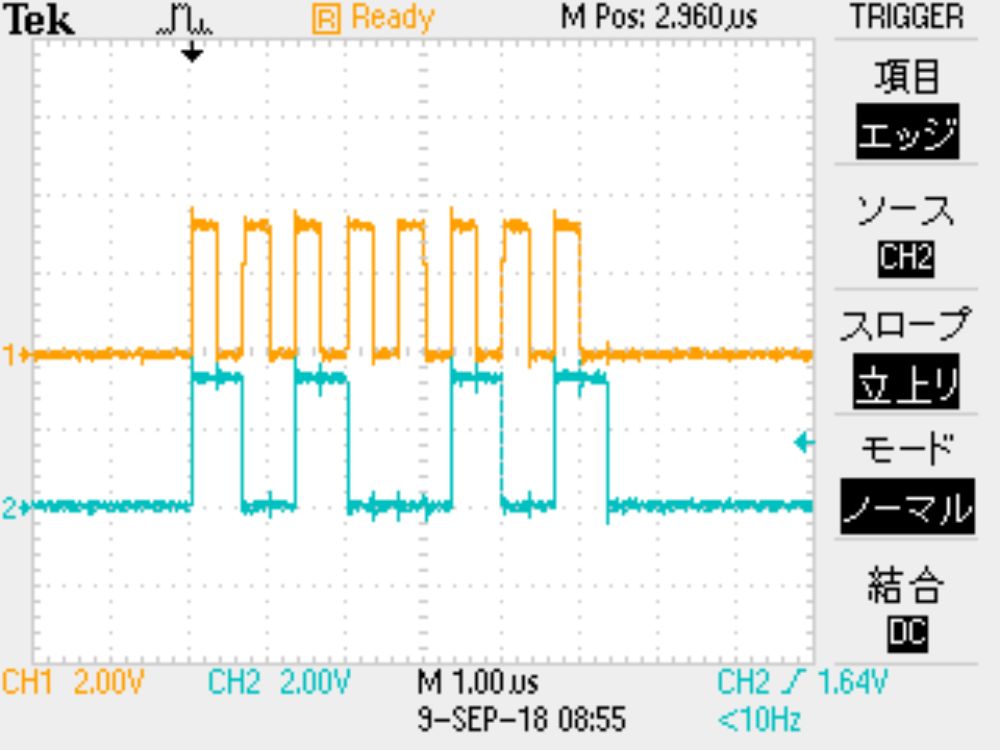 Tek R Ready M Pos: 2.960µs TRIGGER
項目
エッジ
ソース
CH2
スロープ
立上り
モード
ノーマル
結合
DC
1
2
CH1 2.00V CH2 2.00V M 1.00µs CH2 1.64V
9-SEP-18 08:55 <10Hz